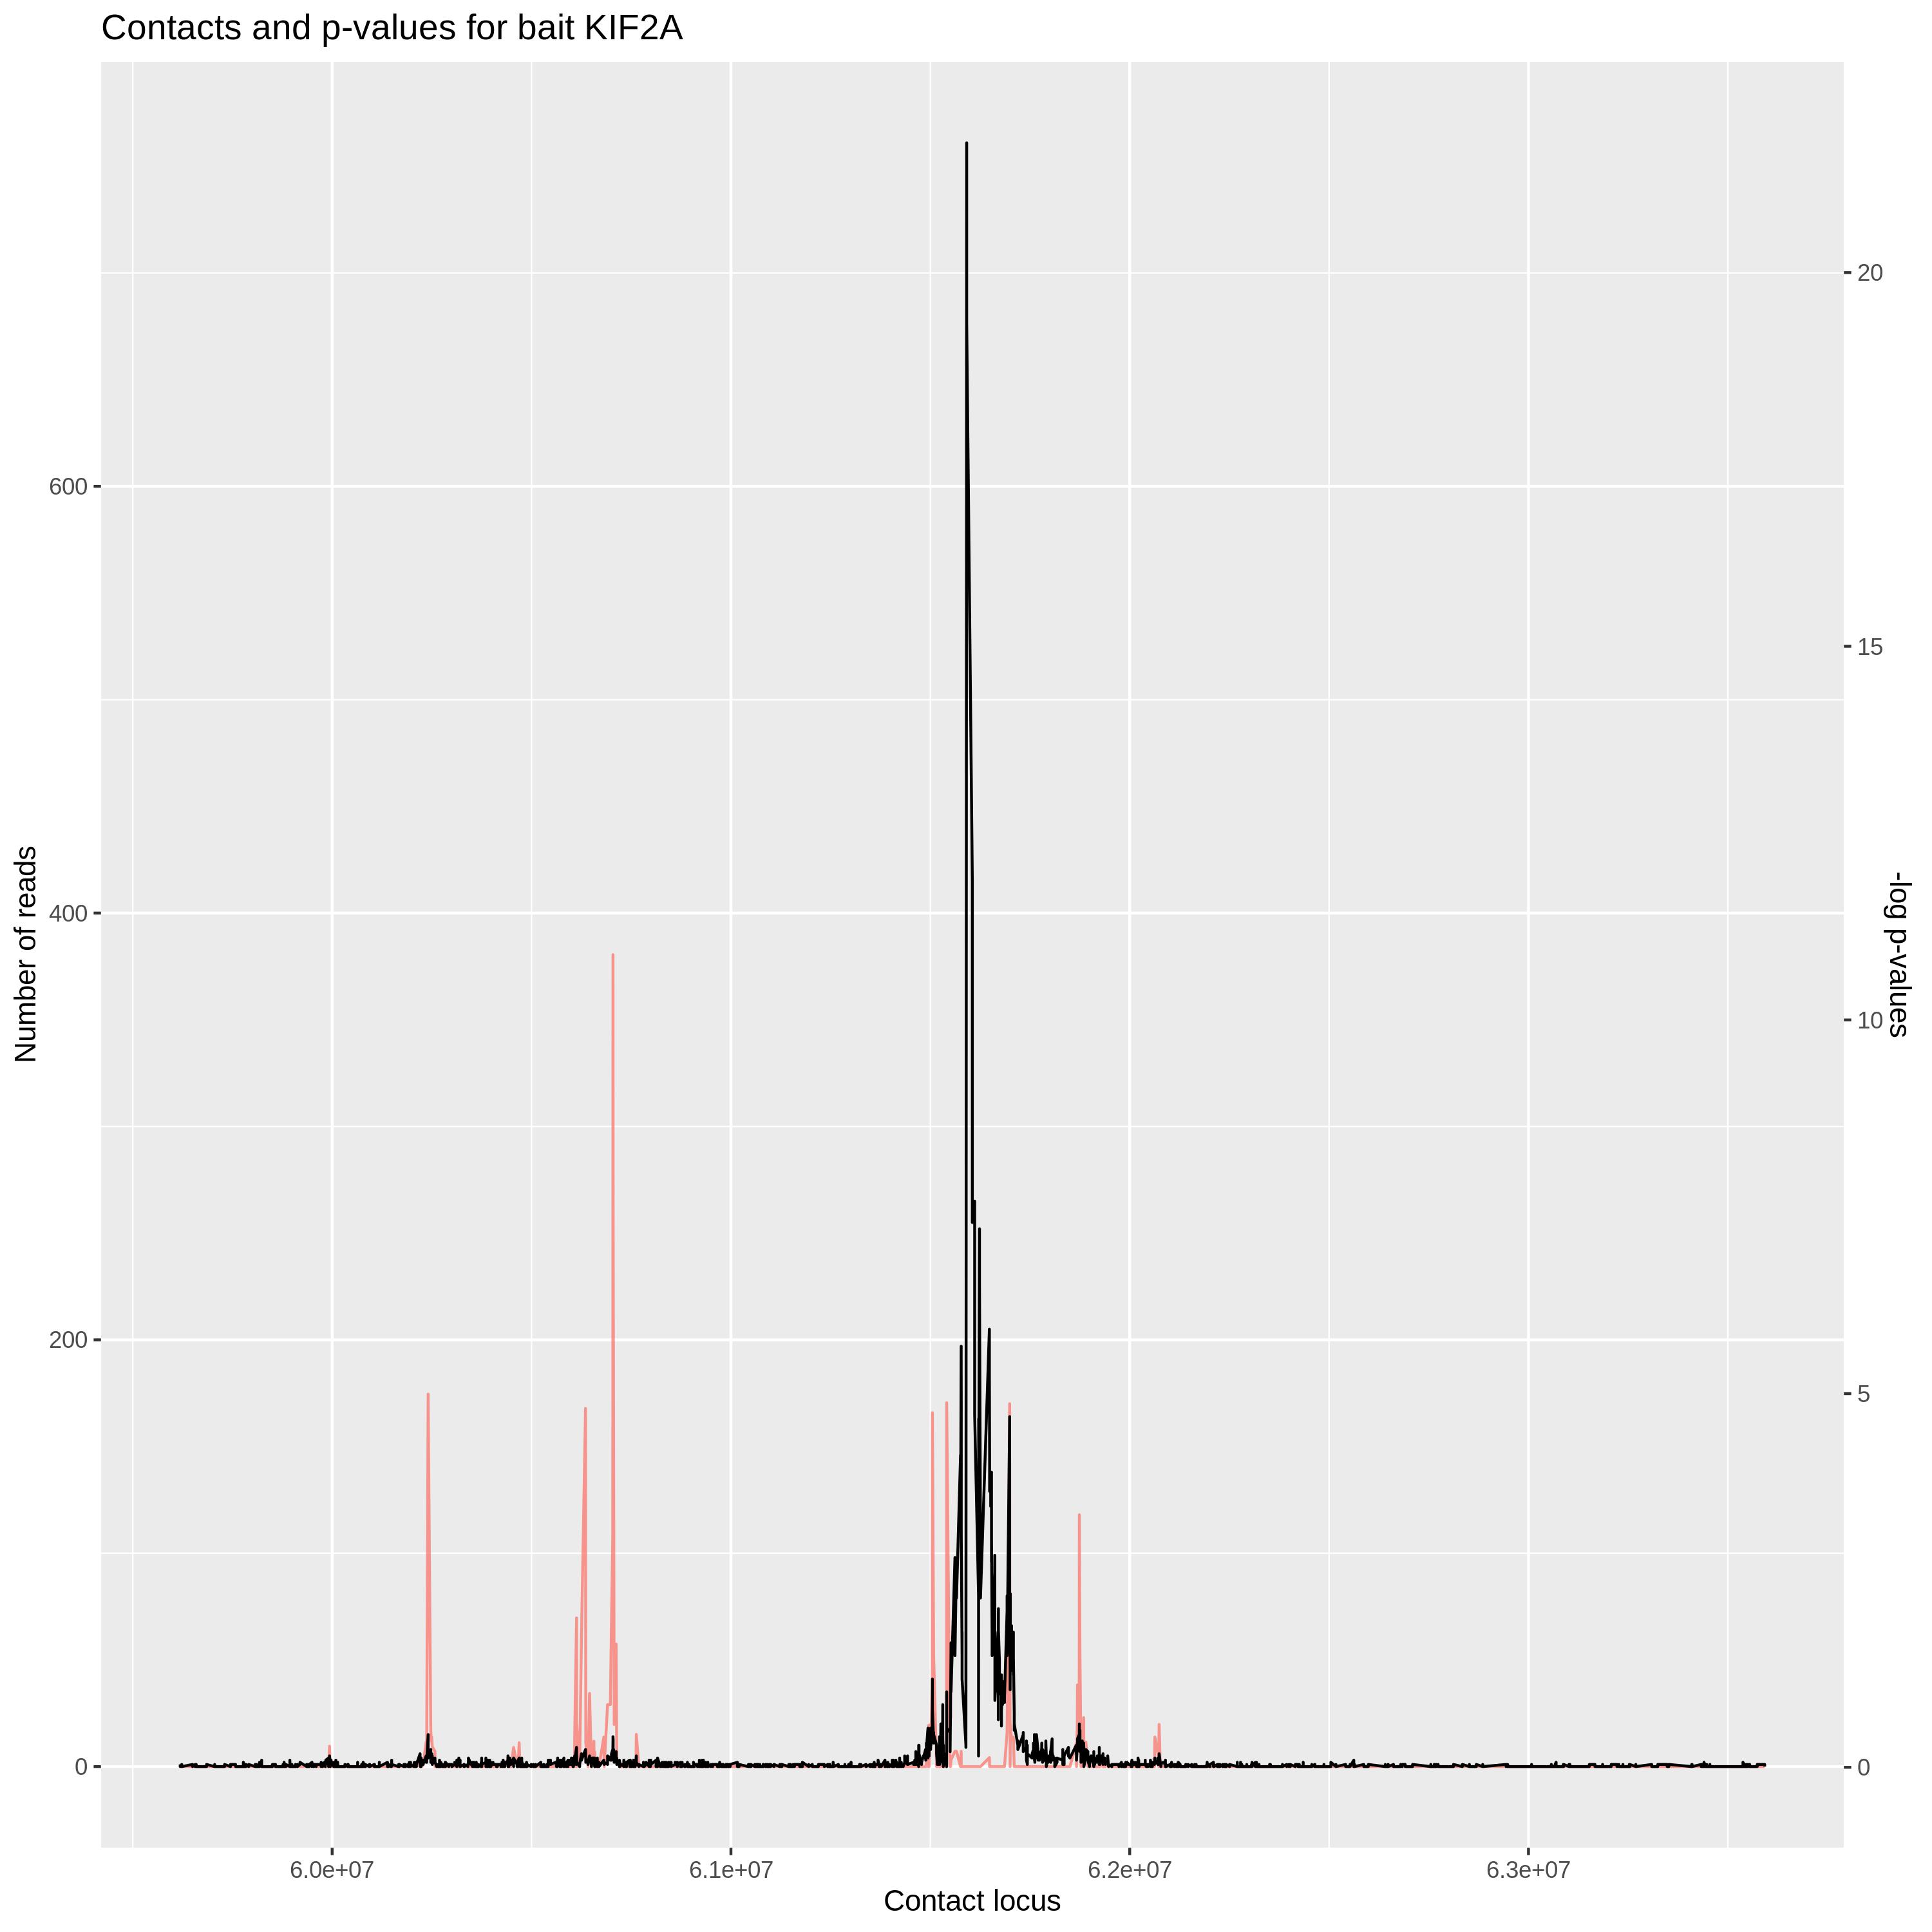 Contacts and p-values for bait KIF2A
Number of reads
600
400
200
0
20
15
10
5
0
-log p-values
6.0e+07
6.1e+07
6.2e+07
6.3e+07
Contact locus